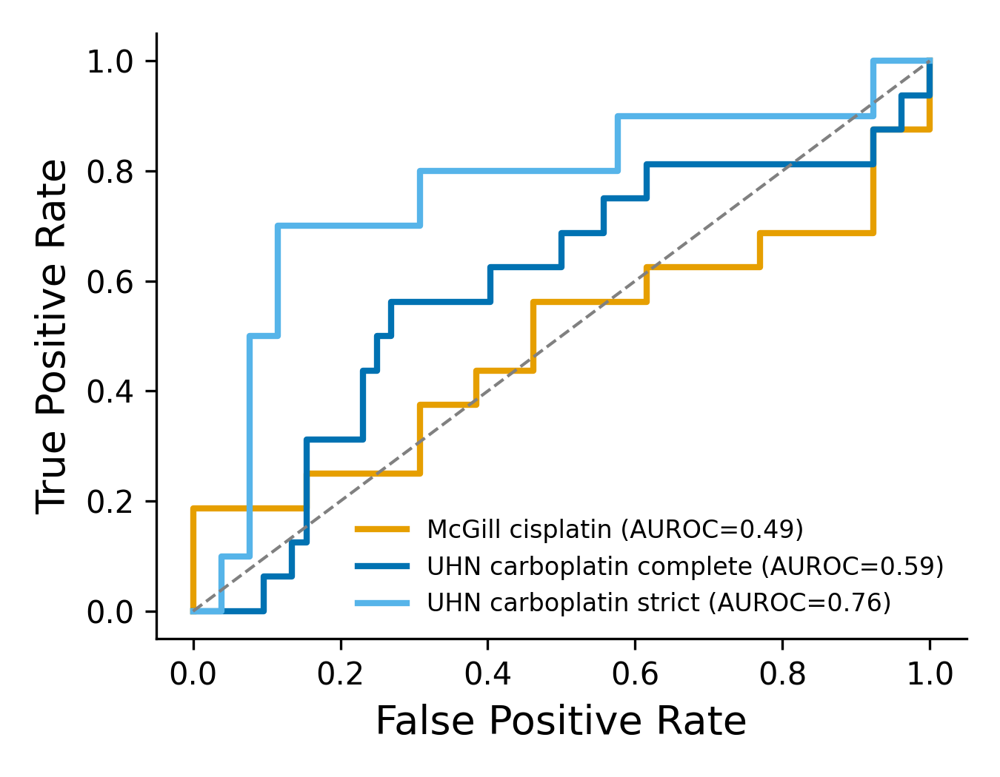 1.0
0.8
0.6
0.4
0.2
0.0
True Positive Rate
McGill cisplatin (AUROC=0.49)
UHN carboplatin complete (AUROC=0.59)
UHN carboplatin strict (AUROC=0.76)
0.0 0.2 0.4 0.6 0.8 1.0
False Positive Rate